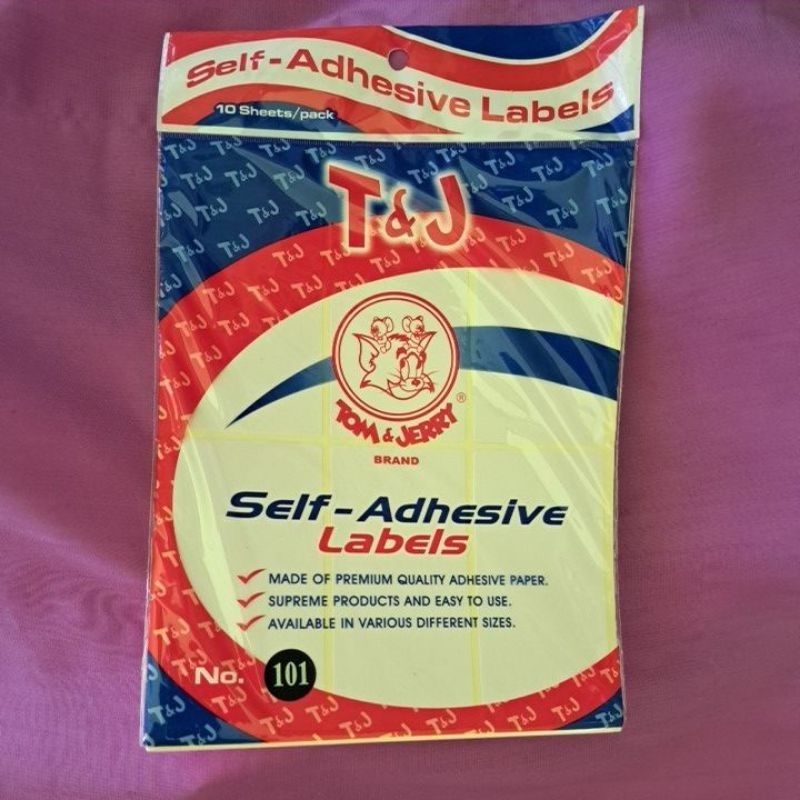 Self-Adhesive Labels
10 Sheets/pack
T&J
TOM & JERRY ®
BRAND
Self-Adhesive
Labels
MADE OF PREMIUM QUALITY ADHESIVE PAPER.
SUPREME PRODUCTS AND EASY TO USE.
AVAILABLE IN VARIOUS DIFFERENT SIZES.
No. 101